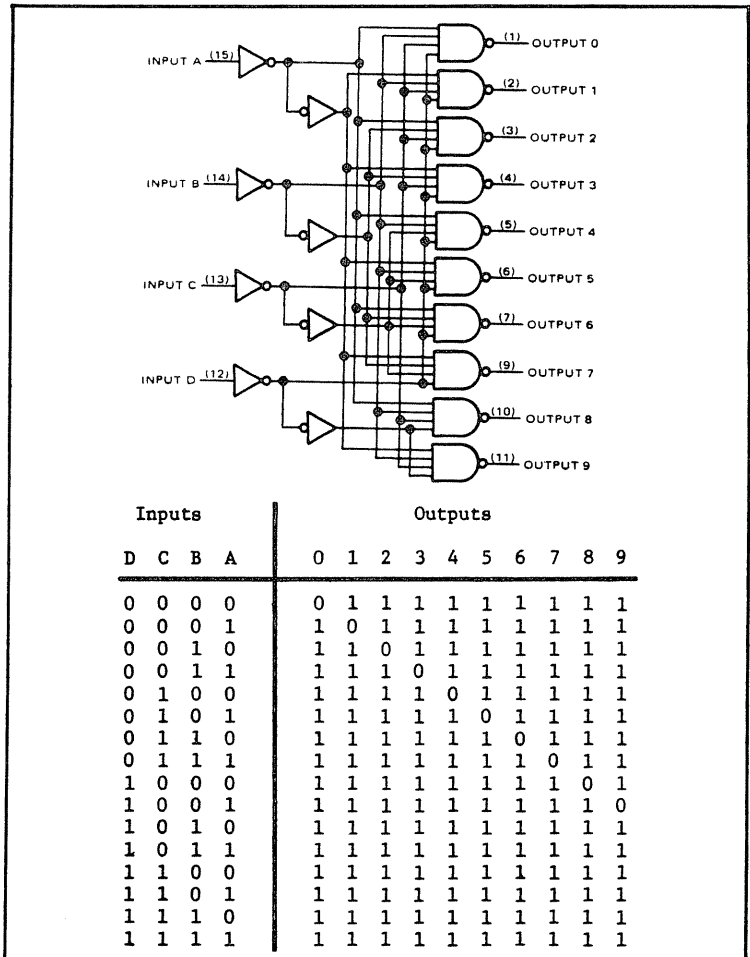 (1) OUTPUT 0
INPUT A (15)
(2) OUTPUT 1
(3) OUTPUT 2
INPUT B (14)
(4) OUTPUT 3
(5) OUTPUT 4
INPUT C (13)
(6) OUTPUT 5
(7) OUTPUT 6
INPUT D (12)
(9) OUTPUT 7
(10) OUTPUT 8
(11) OUTPUT 9
Inputs Outputs
D C B A 0 1 2 3 4 5 6 7 8 9
0 0 0 0 0 1 1 1 1 1 1 1 1 1
0 0 0 1 1 0 1 1 1 1 1 1 1 1
0 0 1 0 1 1 0 1 1 1 1 1 1 1
0 0 1 1 1 1 1 0 1 1 1 1 1 1
0 1 0 0 1 1 1 1 0 1 1 1 1 1
0 1 0 1 1 1 1 1 1 0 1 1 1 1
0 1 1 0 1 1 1 1 1 1 0 1 1 1
0 1 1 1 1 1 1 1 1 1 1 0 1 1
1 0 0 0 1 1 1 1 1 1 1 1 0 1
1 0 0 1 1 1 1 1 1 1 1 1 1 0
1 0 1 0 1 1 1 1 1 1 1 1 1 1
1 0 1 1 1 1 1 1 1 1 1 1 1 1
1 1 0 0 1 1 1 1 1 1 1 1 1 1
1 1 0 1 1 1 1 1 1 1 1 1 1 1
1 1 1 0 1 1 1 1 1 1 1 1 1 1
1 1 1 1 1 1 1 1 1 1 1 1 1 1